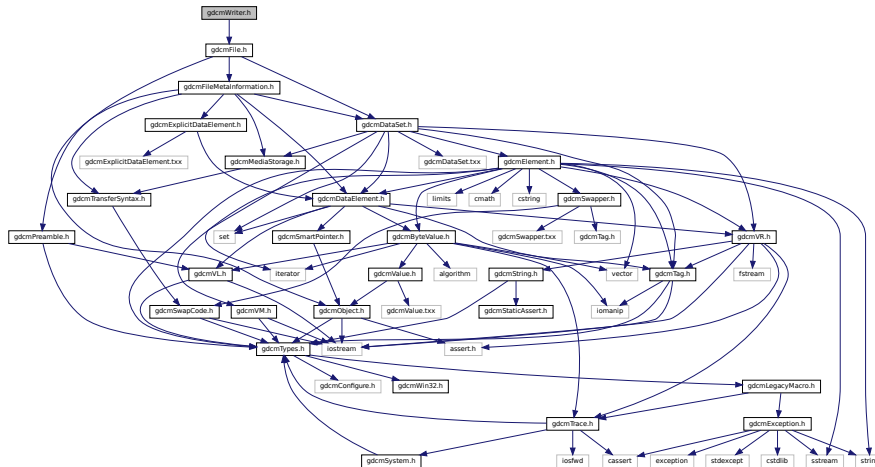 gdcmWriter.h
gdcmFile.h
gdcmFileMetaInformation.h
gdcmExplicitDataElement.h
gdcmDataSet.h
gdcmExplicitDataElement.txx
gdcmMediaStorage.h
gdcmDataSet.txx
gdcmElement.h
gdcmTransferSyntax.h
gdcmDataElement.h
limits
cmath
cstring
gdcmSwapper.h
gdcmPreamble.h
set
gdcmSmartPointer.h
gdcmByteValue.h
gdcmSwapper.txx
gdcmTag.h
gdcmVR.h
gdcmVL.h
iterator
gdcmValue.h
algorithm
gdcmString.h
vector
gdcmTag.h
fstream
gdcmSwapCode.h
gdcmVM.h
gdcmObject.h
gdcmValue.txx
gdcmStaticAssert.h
iomanip
gdcmTypes.h
iostream
assert.h
gdcmConfigure.h
gdcmWin32.h
gdcmLegacyMacro.h
gdcmTrace.h
gdcmException.h
gdcmSystem.h
iosfwd
cassert
exception
stdexcept
cstdlib
sstream